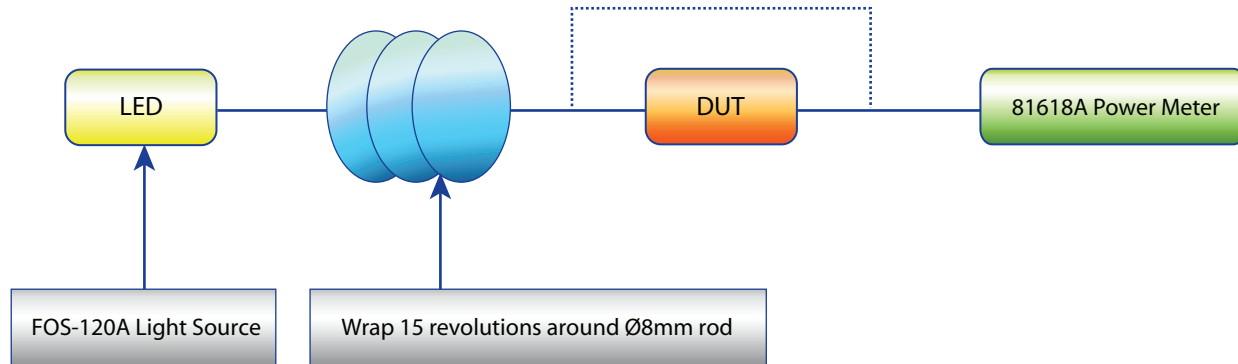 LED
DUT
81618A Power Meter
FOS-120A Light Source
Wrap 15 revolutions around Ø8mm rod